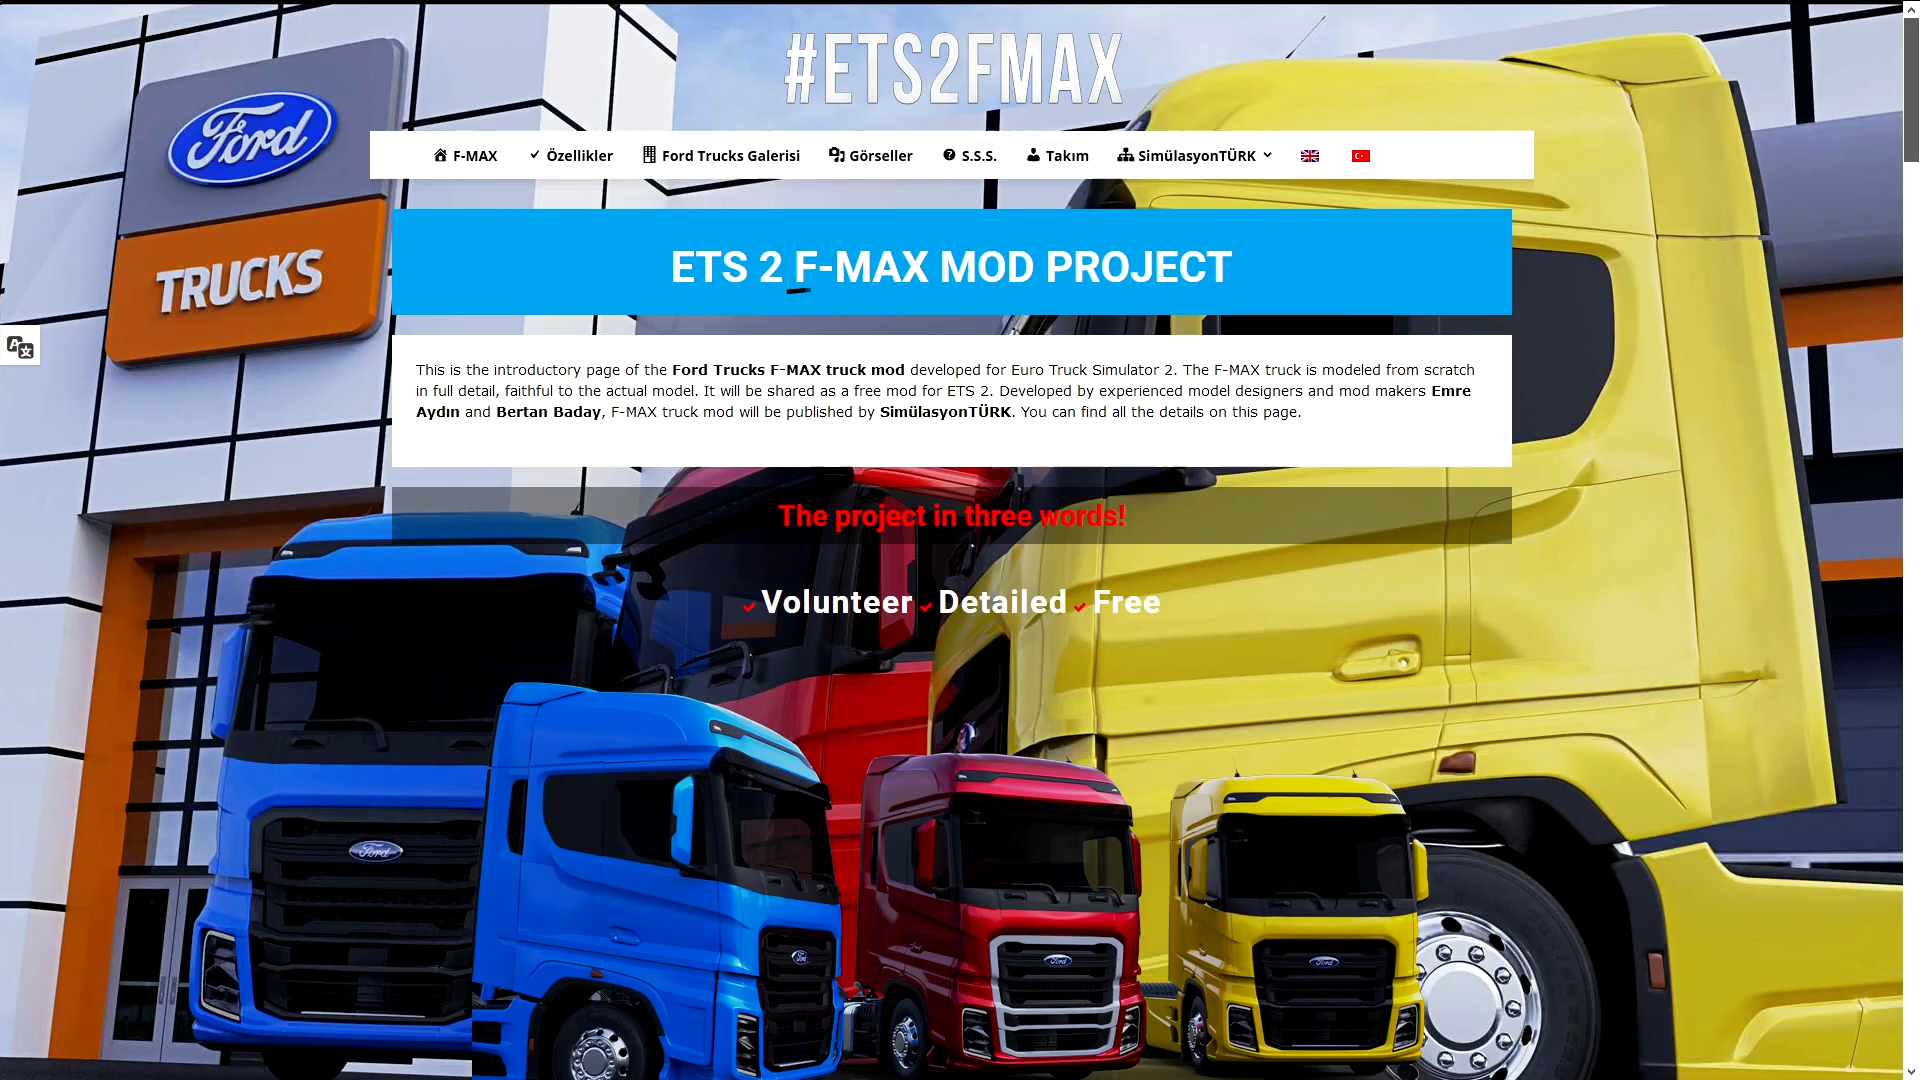 #ETS2FMAX
Ford
TRUCKS
F-MAX Özellikler Ford Trucks Galerisi Görseller S.S.S. Takım SimülasyonTÜRK
ETS 2 F-MAX MOD PROJECT
This is the introductory page of the Ford Trucks F-MAX truck mod developed for Euro Truck Simulator 2. The F-MAX truck is modeled from scratch
in full detail, faithful to the actual model. It will be shared as a free mod for ETS 2. Developed by experienced model designers and mod makers Emre
Aydın and Bertan Baday, F-MAX truck mod will be published by SimülasyonTÜRK. You can find all the details on this page.
The project in three words!
Volunteer Detailed Free
Ford
Ford
Ford
Ford